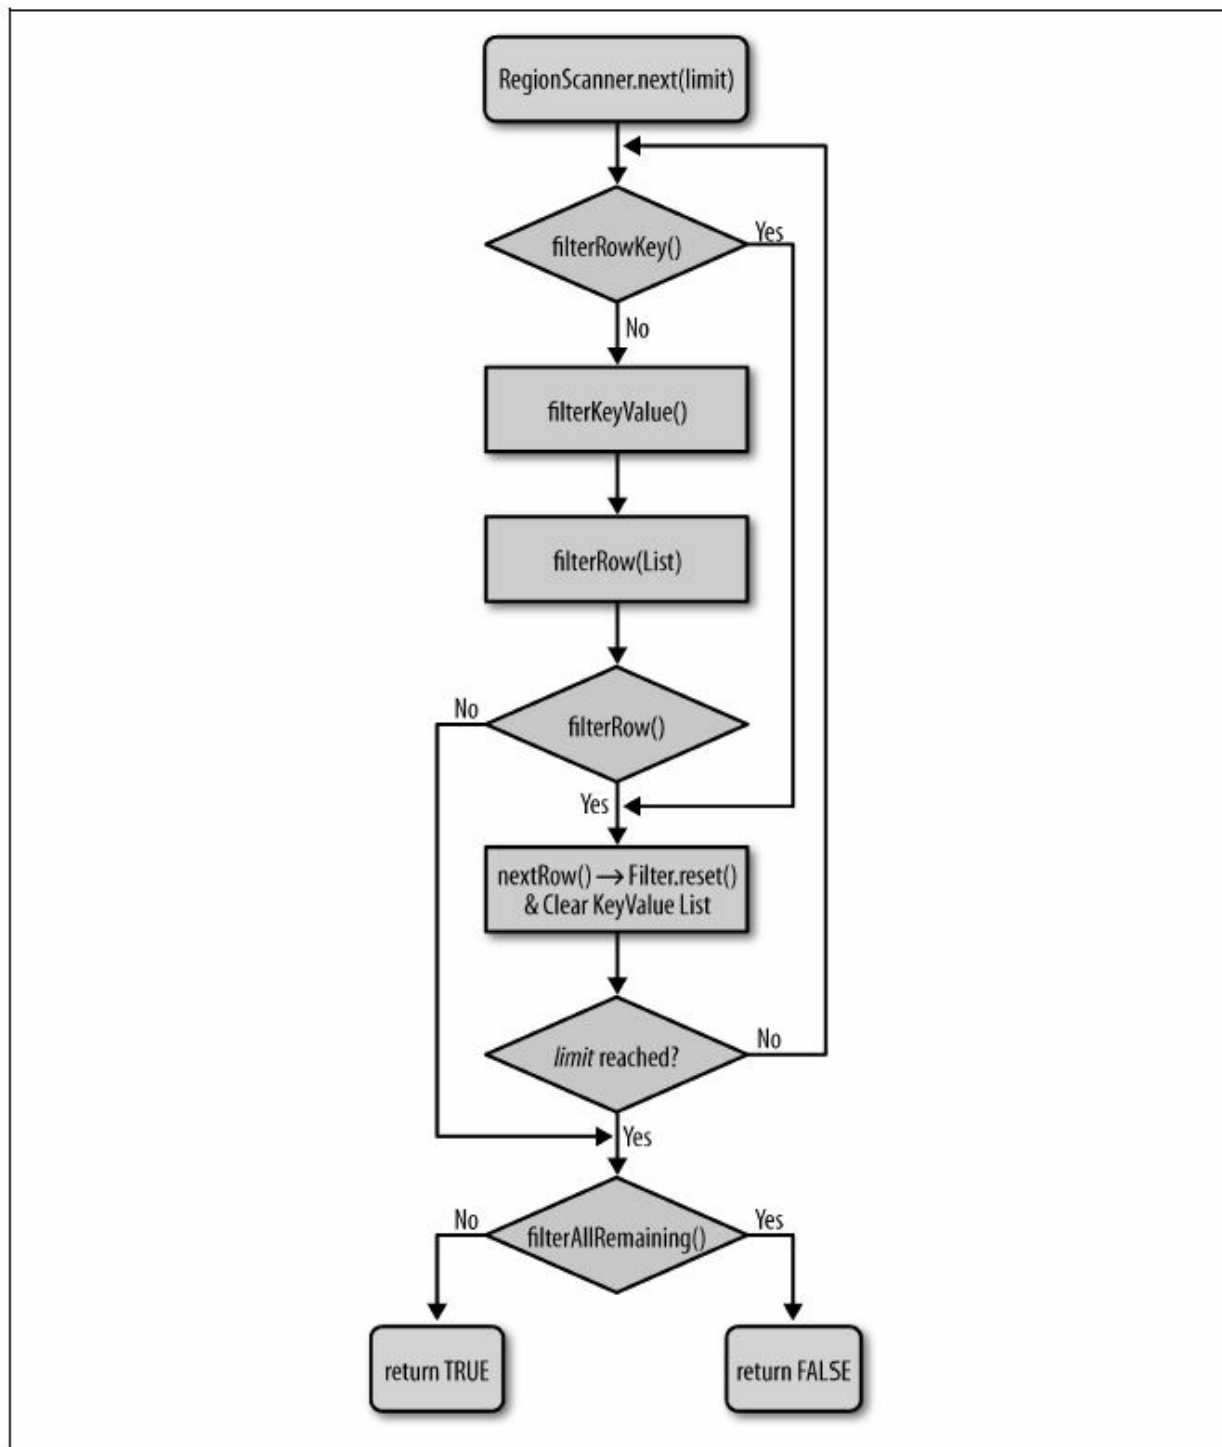 RegionScanner.next(limit)
filterRowKey()
Yes
No
filterKeyValue()
filterRow(List)
No
filterRow()
Yes
nextRow() → Filter.reset()
& Clear KeyValue List
limit reached?
No
Yes
No
filterAllRemaining()
Yes
return TRUE
return FALSE